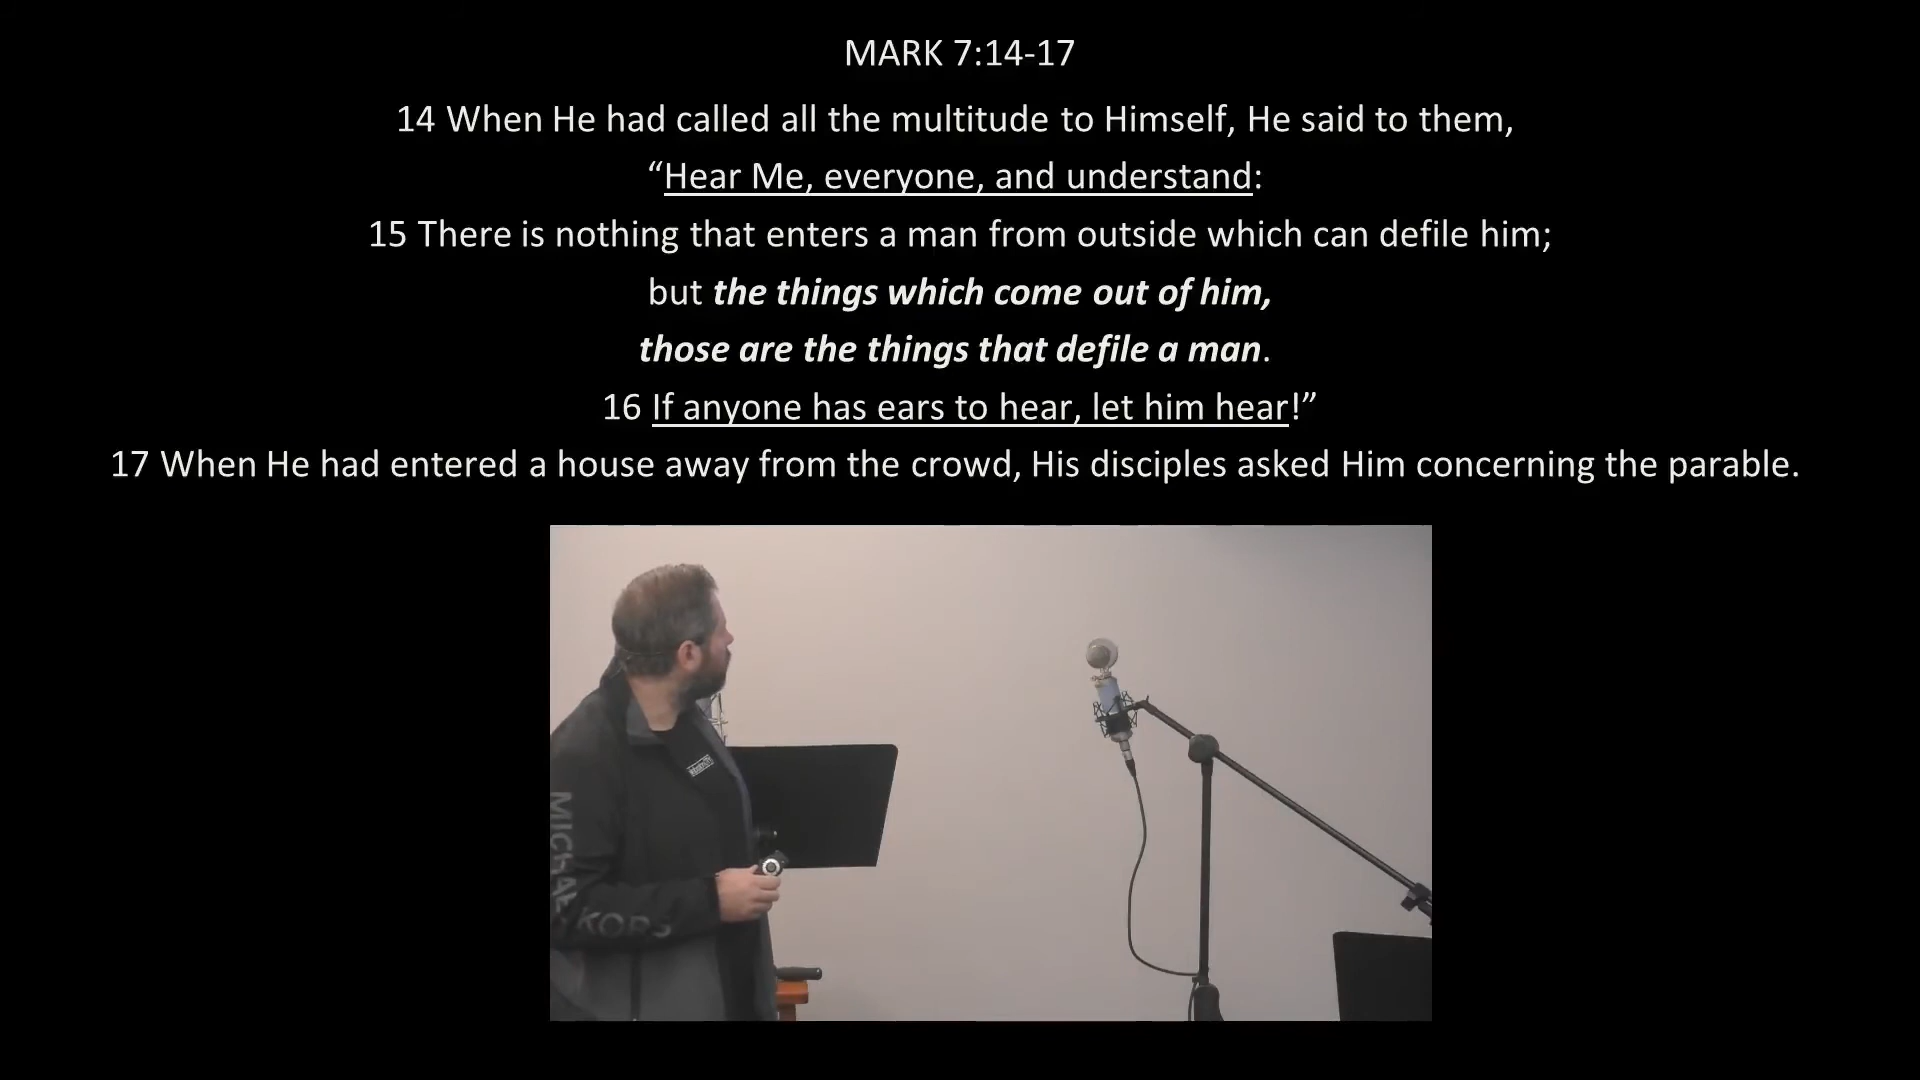 MARK 7:14-17
14 When He had called all the multitude to Himself, He said to them,
“Hear Me, everyone, and understand:
15 There is nothing that enters a man from outside which can defile him;
but the things which come out of him,
those are the things that defile a man.
16 If anyone has ears to hear, let him hear!”
17 When He had entered a house away from the crowd, His disciples asked Him concerning the parable.
MICHAEL KORS